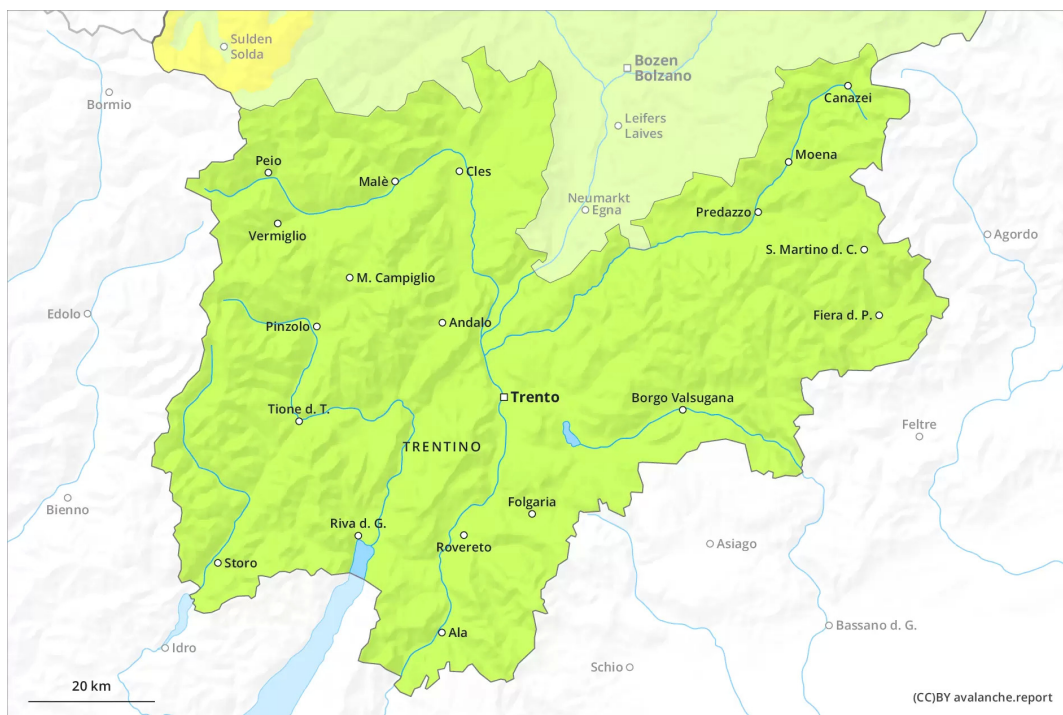 Sulden
Solda
Bozen
Bolzano
Bormio
Canazei
Leifers
Laives
Moena
Peio
Malè
Cles
Neumarkt
Egna
Predazzo
Vermiglio
S. Martino d. C.
Agordo
M. Campiglio
Edolo
Pinzolo
Andalo
Fiera d. P.
Trento
Borgo Valsugana
Tione d. T.
Feltre
TRENTINO
Bienno
Folgaria
Riva d. G.
Rovereto
Asiago
Storo
Ala
Bassano d. G.
Idro
Schio
20 km
(CC)BY avalanche.report